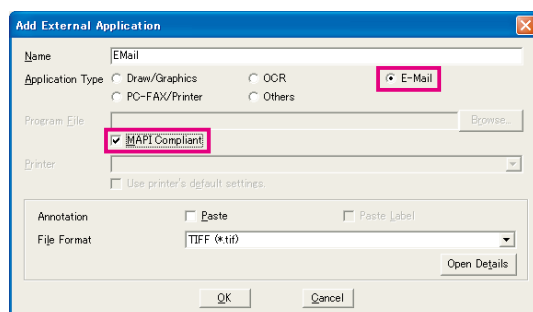 Add External Application
Name EMail
Application Type Draw/Graphics OCR E-Mail
PC-FAX/Printer Others
Program File Browse...
MAPI Compliant
Printer
Use printer's default settings.
Annotation Paste Paste Label
File Format TIFF (*.tif)
Open Details
OK Cancel